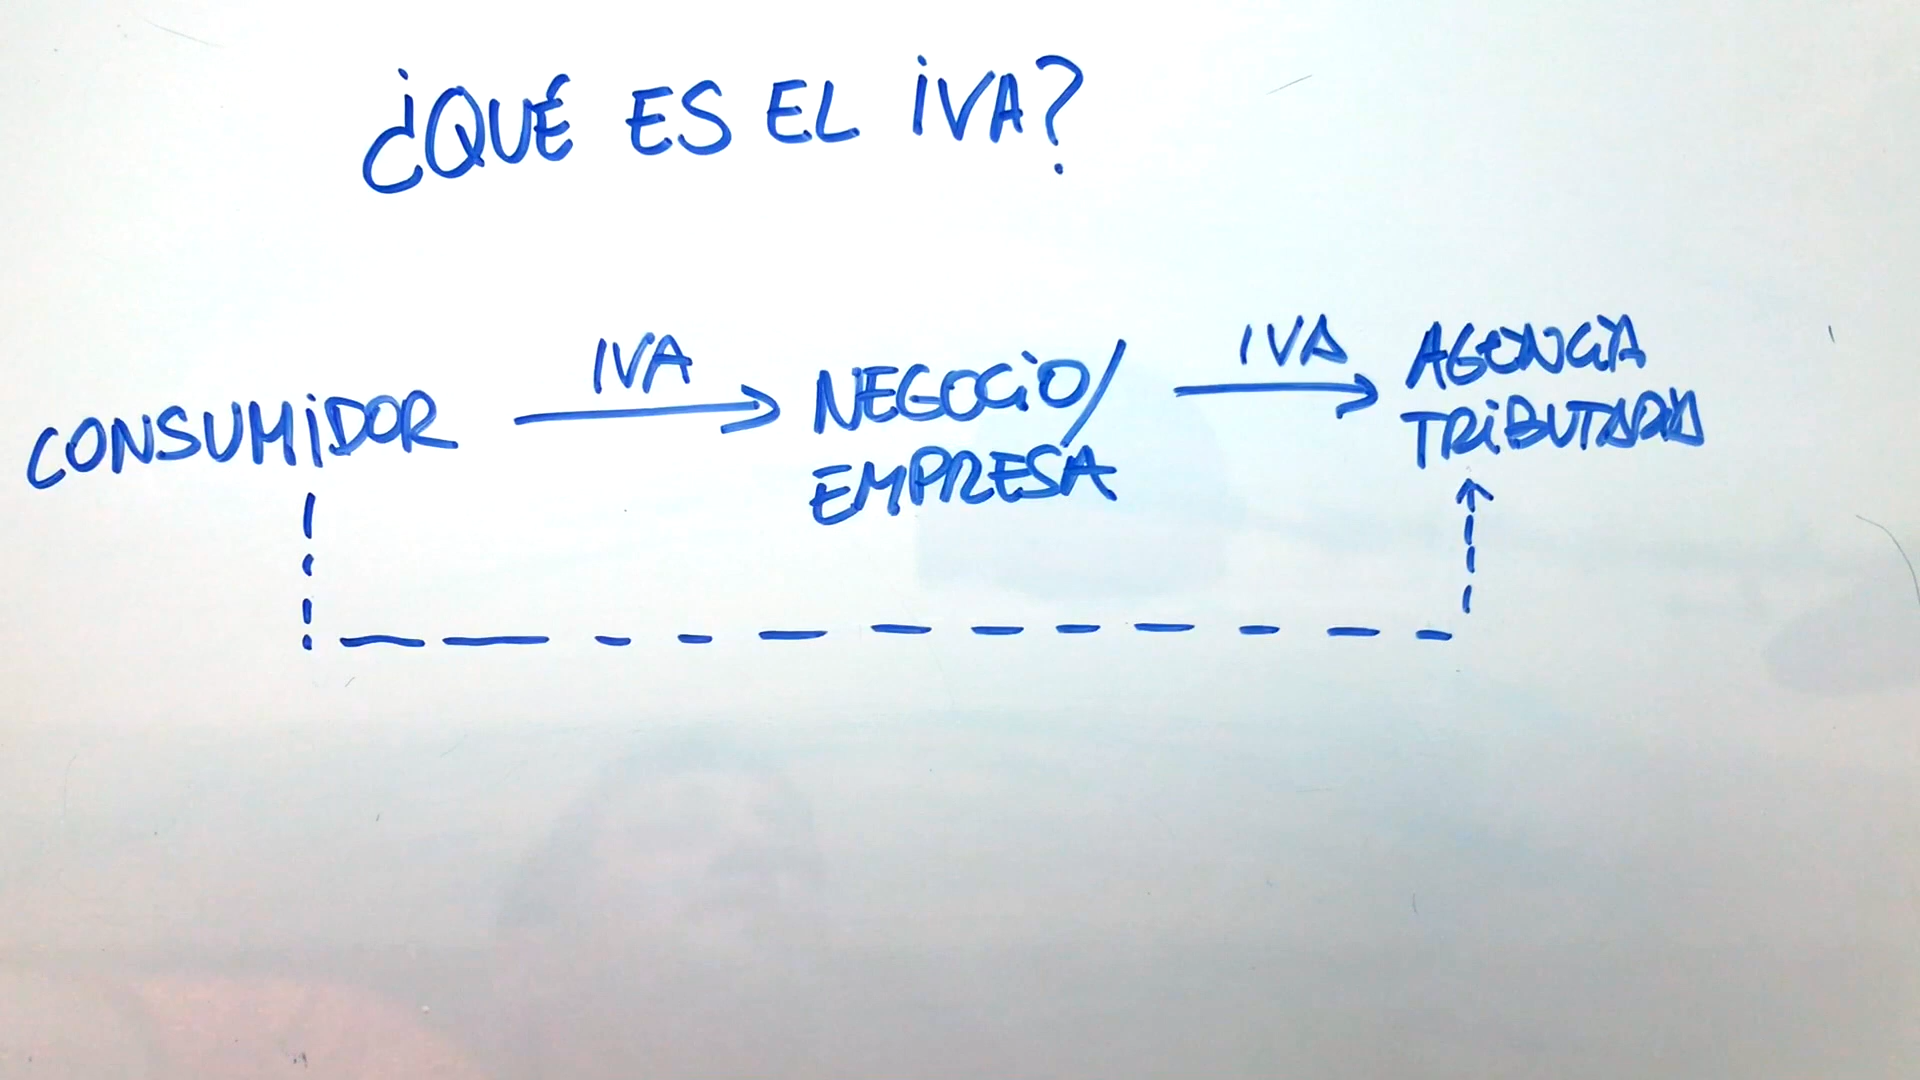 ¿QUÉ ES EL IVA?
IVA
IVA
CONSUMIDOR
NEGOCIO/
EMPRESA
AGENCIA
TRIBUTARIA